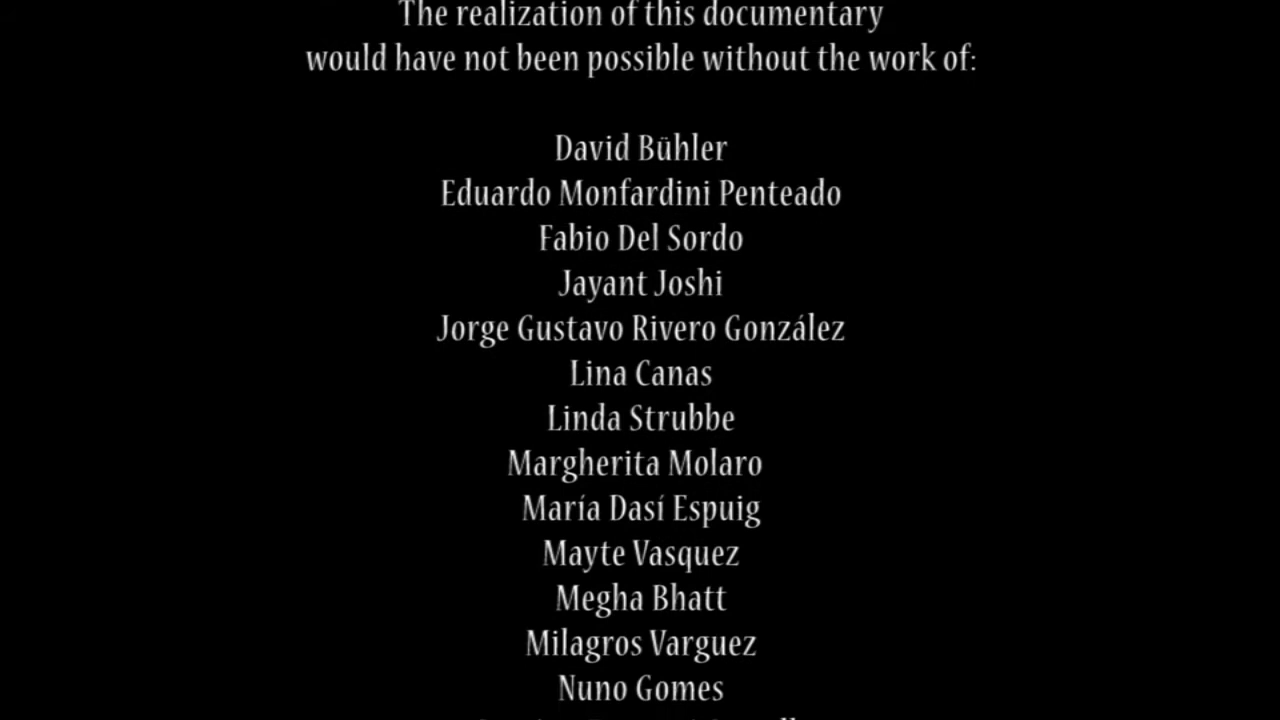 The realization of this documentary
would have not been possible without the work of:
David Bühler
Eduardo Monfardini Penteado
Fabio Del Sordo
Jayant Joshi
Jorge Gustavo Rivero González
Lina Canas
Linda Strubbe
Margherita Molaro
María Dasí Espuig
Mayte Vasquez
Megha Bhatt
Milagros Varguez
Nuno Gomes